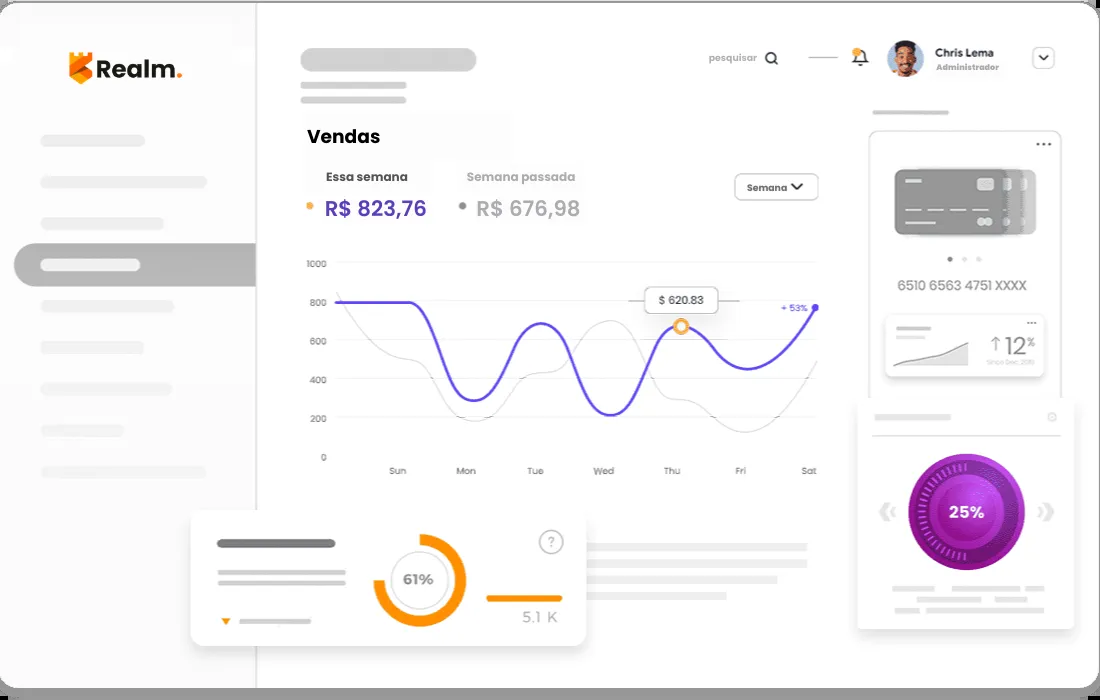 Realm.
pesquisar
Chris Lema
Administrador
Vendas
Essa semana
R$ 823,76
Semana passada
R$ 676,98
Semana
1000
800
600
400
200
0
$ 620.83
+ 53%
Sun Mon Tue Wed Thu Fri Sat
6510 6563 4751 XXXX
↑12%
Since Dec, 2019
25%
61%
?
5.1 K